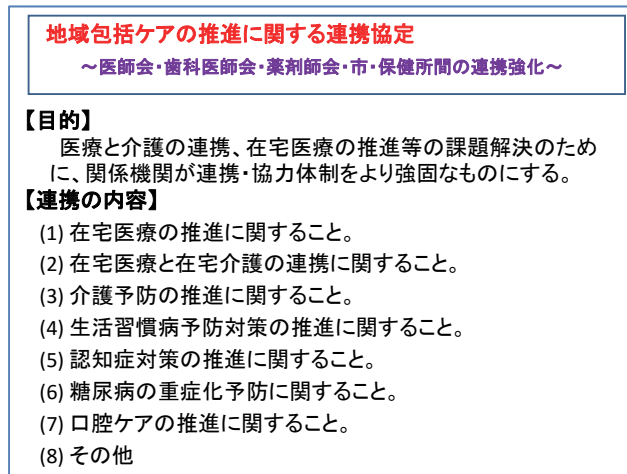 地域包括ケアの推進に関する連携協定
～医師会・歯科医師会・薬剤師会・市・保健所間の連携強化～
【目的】
医療と介護の連携、在宅医療の推進等の課題解決のため
に、関係機関が連携・協力体制をより強固なものにする。
【連携の内容】
(1) 在宅医療の推進に関すること。
(2) 在宅医療と在宅介護の連携に関すること。
(3) 介護予防の推進に関すること。
(4) 生活習慣病予防対策の推進に関すること。
(5) 認知症対策の推進に関すること。
(6) 糖尿病の重症化予防に関すること。
(7) 口腔ケアの推進に関すること。
(8) その他